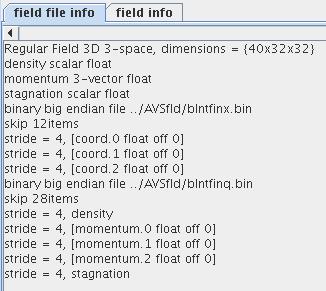 field file info field info
Regular Field 3D 3-space, dimensions = {40x32x32}
density scalar float
momentum 3-vector float
stagnation scalar float
binary big endian file ../AVSfld/blntfinx.bin
skip 12items
stride = 4, [coord.0 float off 0]
stride = 4, [coord.1 float off 0]
stride = 4, [coord.2 float off 0]
binary big endian file ../AVSfld/blntfinq.bin
skip 28items
stride = 4, density
stride = 4, [momentum.0 float off 0]
stride = 4, [momentum.1 float off 0]
stride = 4, [momentum.2 float off 0]
stride = 4, stagnation